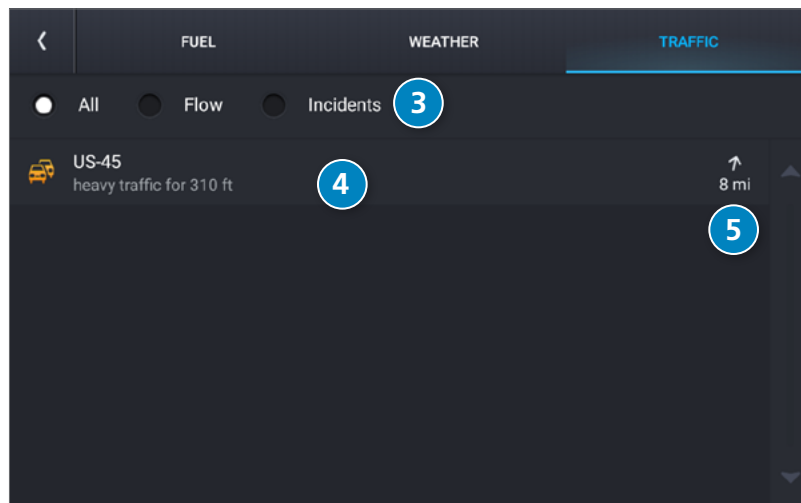 FUEL WEATHER TRAFFIC
All Flow Incidents 3
US-45
heavy traffic for 310 ft
4
8 mi
5